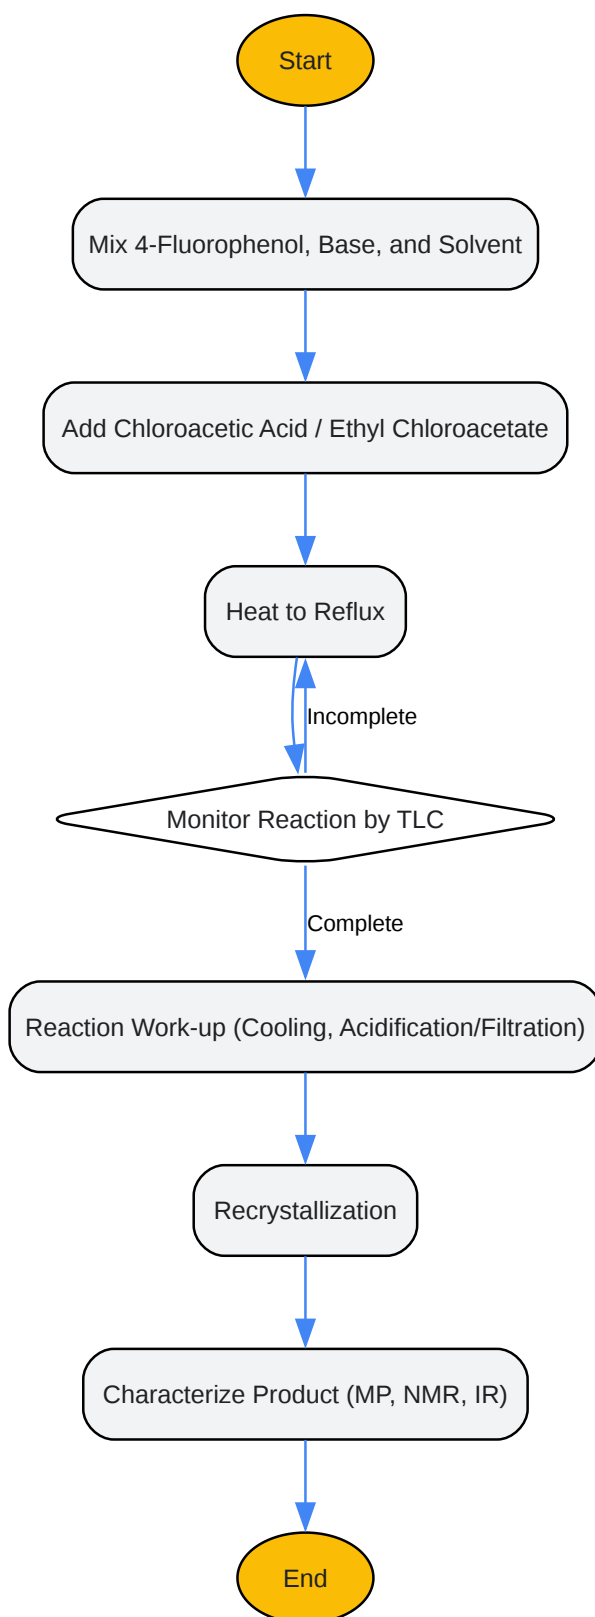 Start
Mix 4-Fluorophenol, Base, and Solvent
Add Chloroacetic Acid / Ethyl Chloroacetate
Heat to Reflux
Incomplete
Monitor Reaction by TLC
Complete
Reaction Work-up (Cooling, Acidification/Filtration)
Recrystallization
Characterize Product (MP, NMR, IR)
End